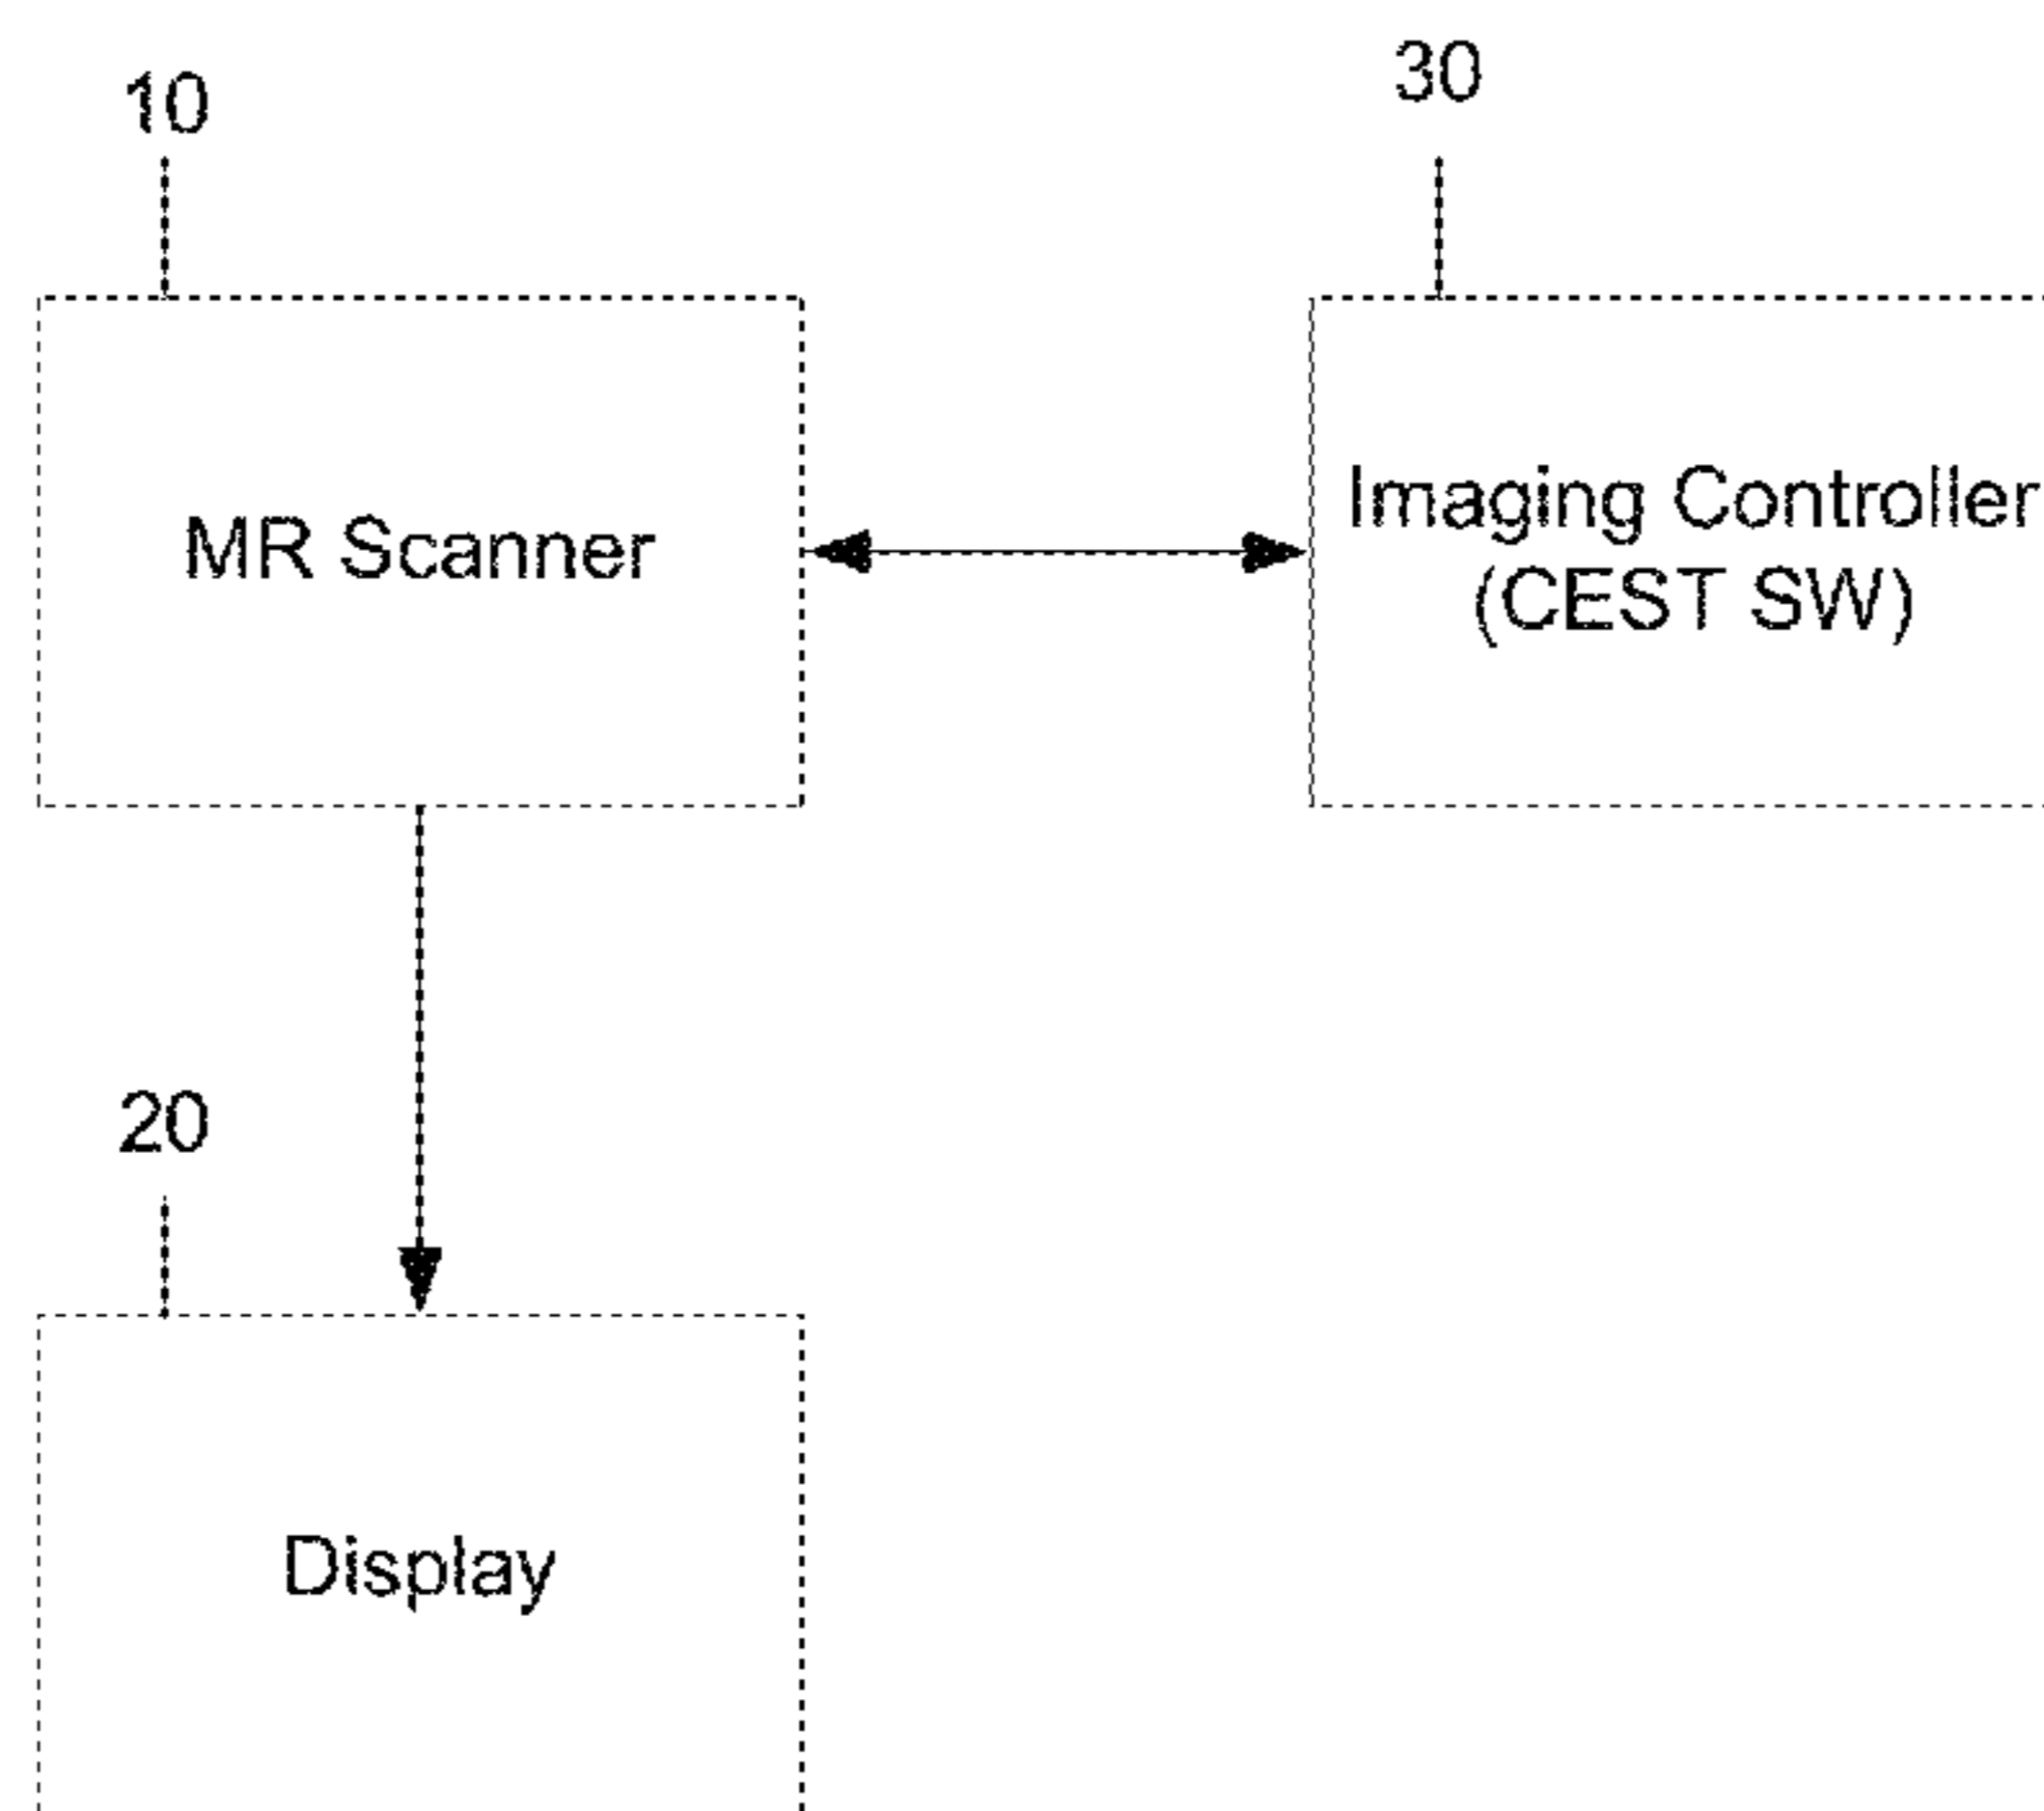 10
30
MR Scanner
Imaging Controller
(CEST SW)
20
Display